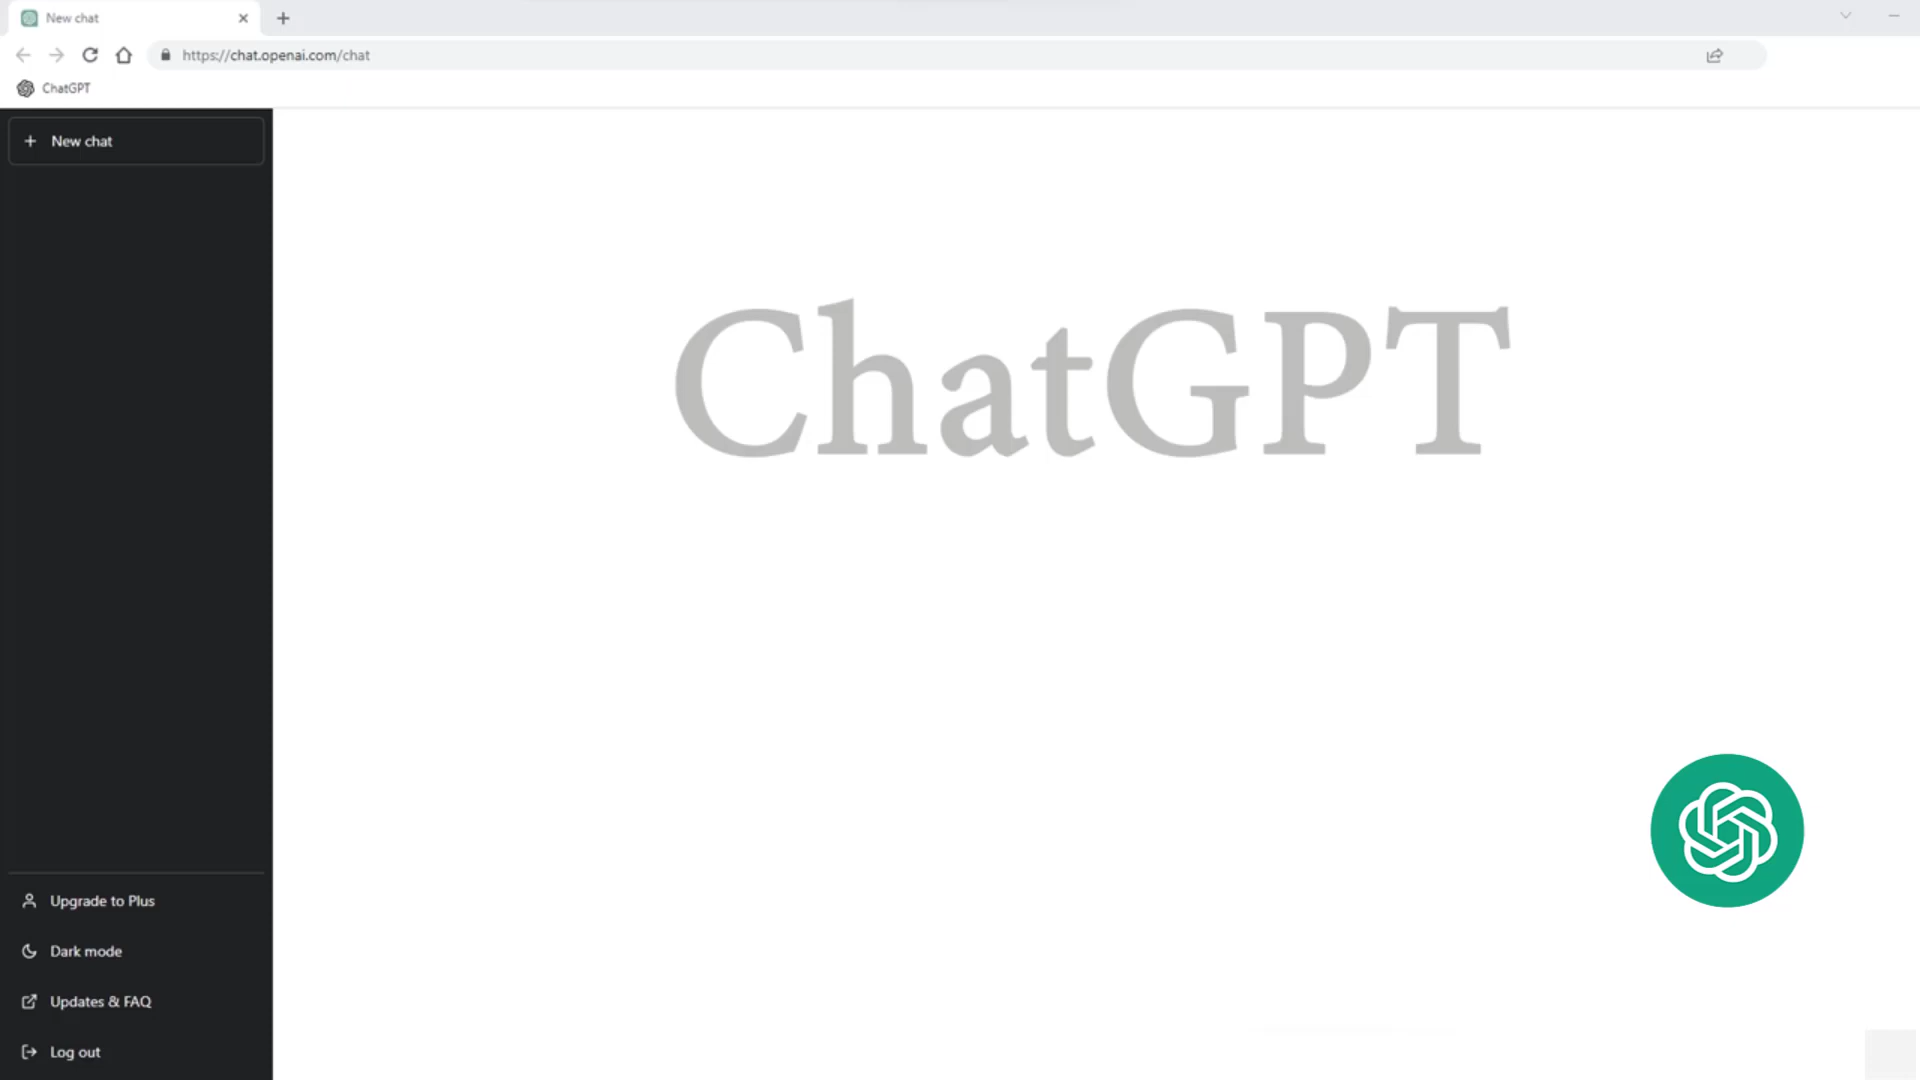 New chat
https://chat.openai.com/chat
ChatGPT
New chat
ChatGPT
Upgrade to Plus
Dark mode
Updates & FAQ
Log out